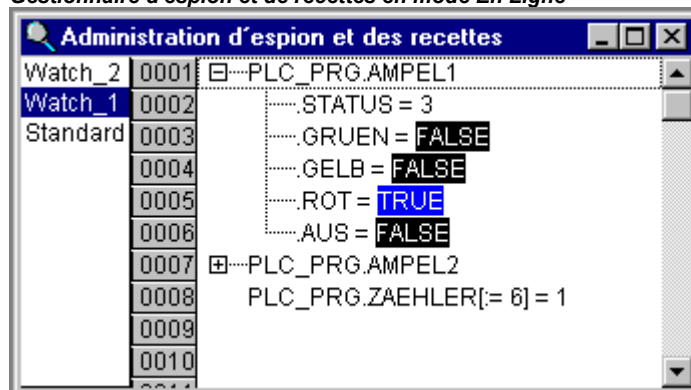 Gestionnaire d'espion et de recettes en mode En Ligne
Administration d´espion et des recettes
Watch_2 0001 PLC_PRG.AMPEL1
Watch_1 0002 .STATUS = 3
Standard 0003 .GRUEN = FALSE
0004 .GELB = FALSE
0005 .ROT = TRUE
0006 .AUS = FALSE
0007 PLC_PRG.AMPEL2
0008 PLC_PRG.ZAEHLER[:= 6] = 1
0009
0010